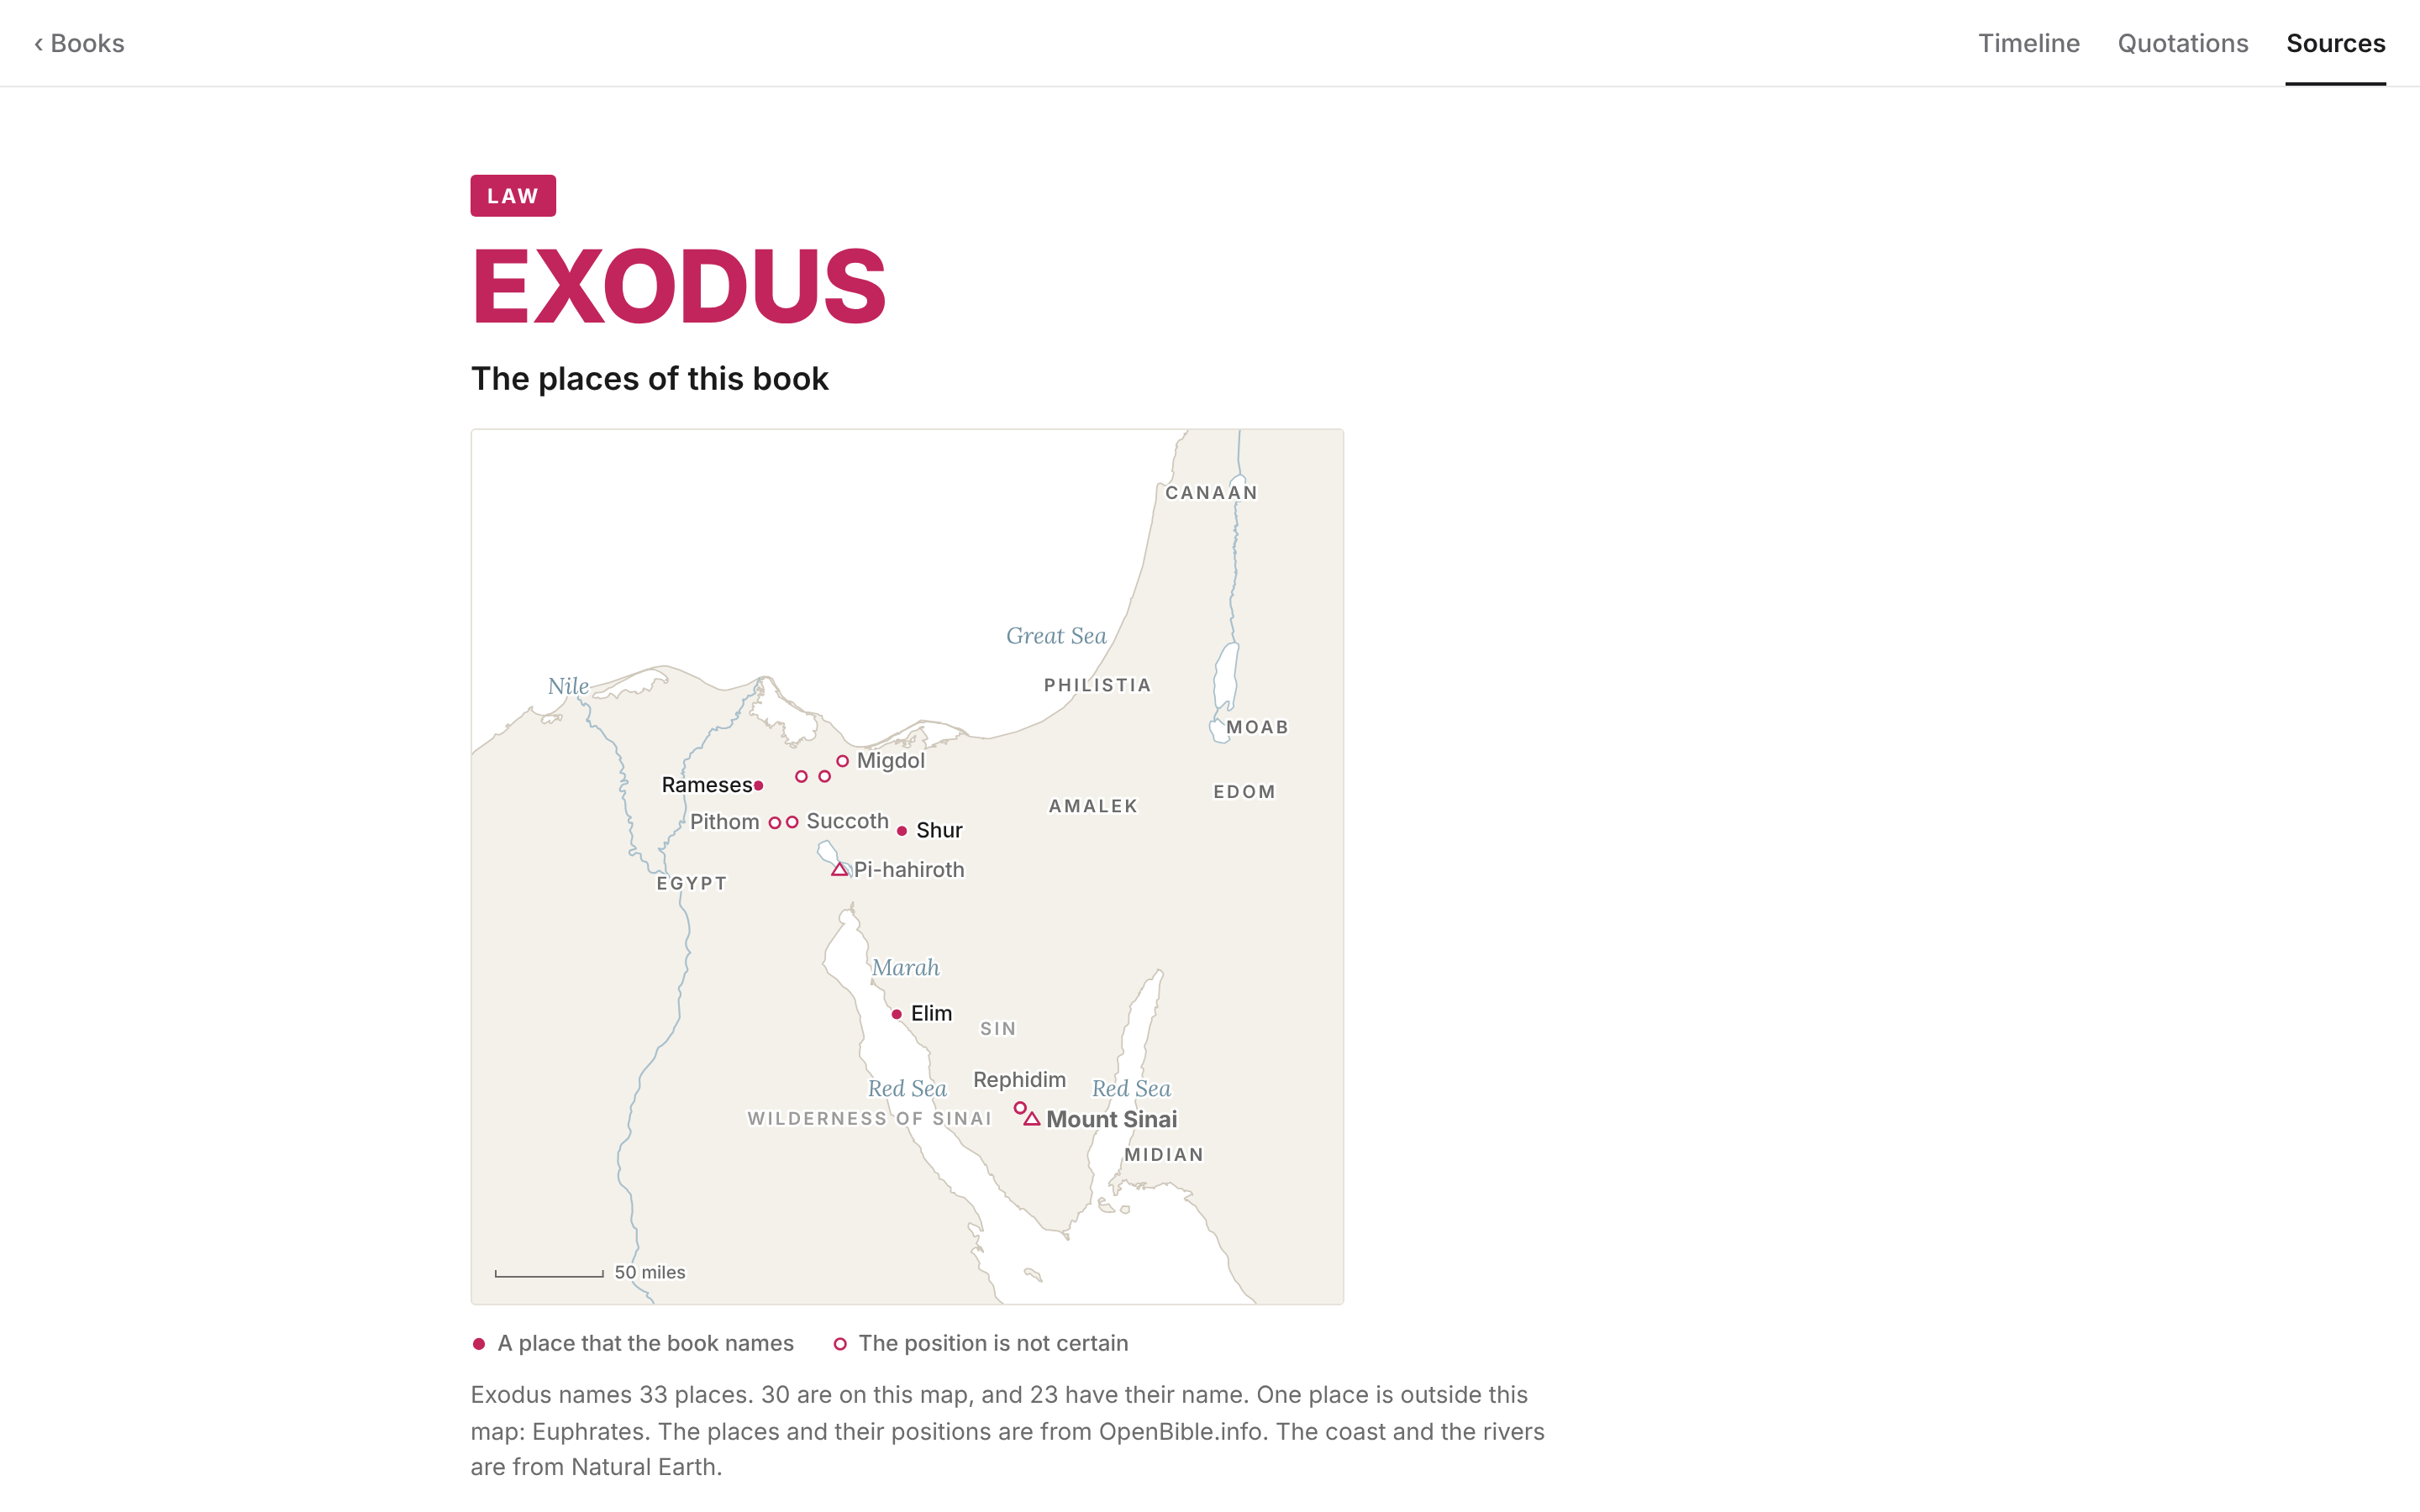 ‹ Books
Timeline
Quotations
Sources
LAW
EXODUS
The places of this book
CANAAN
Great Sea
Nile
PHILISTIA
MOAB
Migdol
Rameses
EDOM
AMALEK
Pithom
Succoth
Shur
Pi-hahiroth
EGYPT
Marah
Elim
SIN
Rephidim
Red Sea
Red Sea
WILDERNESS OF SINAI
Mount Sinai
MIDIAN
50 miles
A place that the book names
The position is not certain
Exodus names 33 places. 30 are on this map, and 23 have their name. One place is outside this
map: Euphrates. The places and their positions are from OpenBible.info. The coast and the rivers
are from Natural Earth.